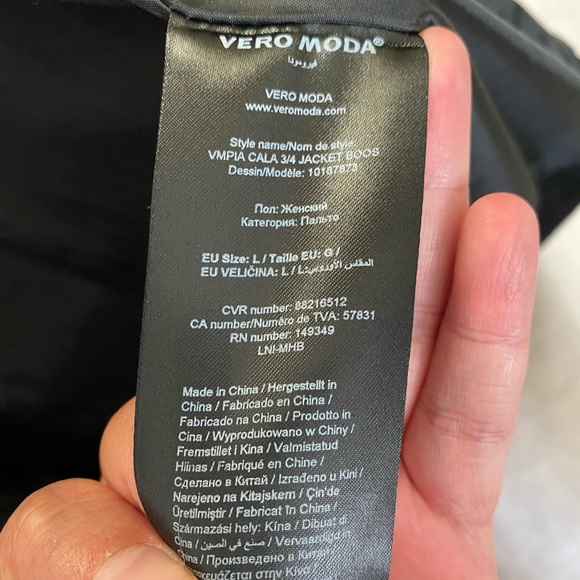 VERO MODA®
فيرومودا
VERO MODA
www.veromoda.com
Style name/Nom de style:
VMPIA CALA 3/4 JACKET BOOS
Dessin/Modèle: 10187873
Пол: Женский
Категория: Пальто
EU Size: L / Taille EU: G /
EU VELIČINA: L / L:المقاس الأوروبي
CVR number: 88216512
CA number/Numéro de TVA: 57831
RN number: 149349
LNI-MHB
Made in China / Hergestellt in
China / Fabricado en China /
Fabricado na China / Prodotto in
Cina / Wyprodukowano w Chiny /
Fremstillet i Kina / Valmistattud
Hiinas / Fabriqué en Chine /
Сделано в Китай / Izrađeno u Kini /
Narejeno na Kitajskem / Çin'de
Üretilmiştir / Fabricat în China /
Származási hely: Kína / Dibuat di
China / صنع في الصين / Vervaardigd in
China / Произведено в Китай